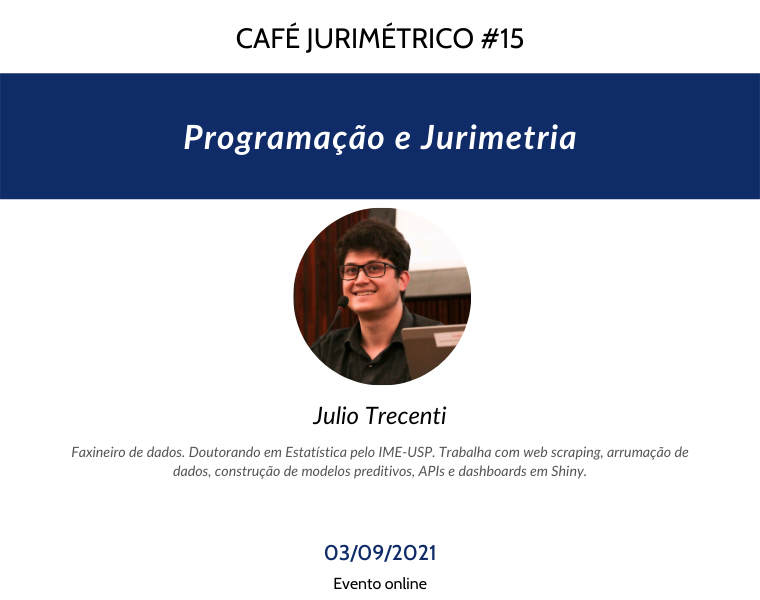 CAFÉ JURIMÉTRICO #15
Programação e Jurimetria
Julio Trecenti
Faxineiro de dados. Doutorando em Estatística pelo IME-USP. Trabalha com web scraping, arrumação de
dados, construção de modelos preditivos, APIs e dashboards em Shiny.
03/09/2021
Evento online